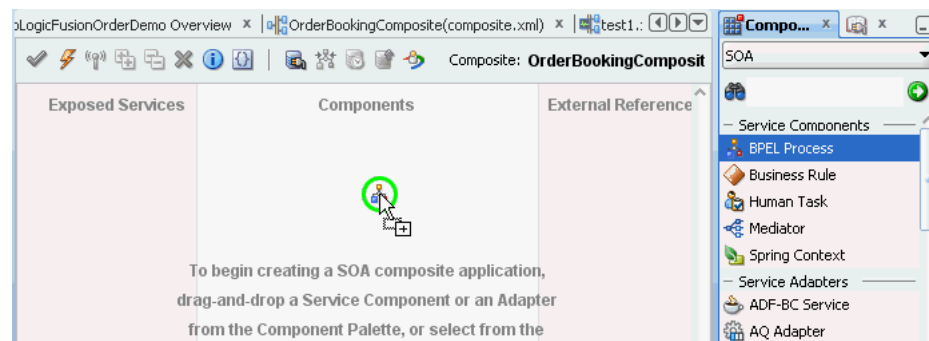 oLogicFusionOrderDemo Overview
OrderBookingComposite(composite.xml)
test1.:
Compo...
Composite: OrderBookingComposit
SOA
Exposed Services
Components
External Reference
Service Components
BPEL Process
Business Rule
Human Task
Mediator
Spring Context
Service Adapters
ADF-BC Service
AQ Adapter
To begin creating a SOA composite application,
drag-and-drop a Service Component or an Adapter
from the Component Palette, or select from the